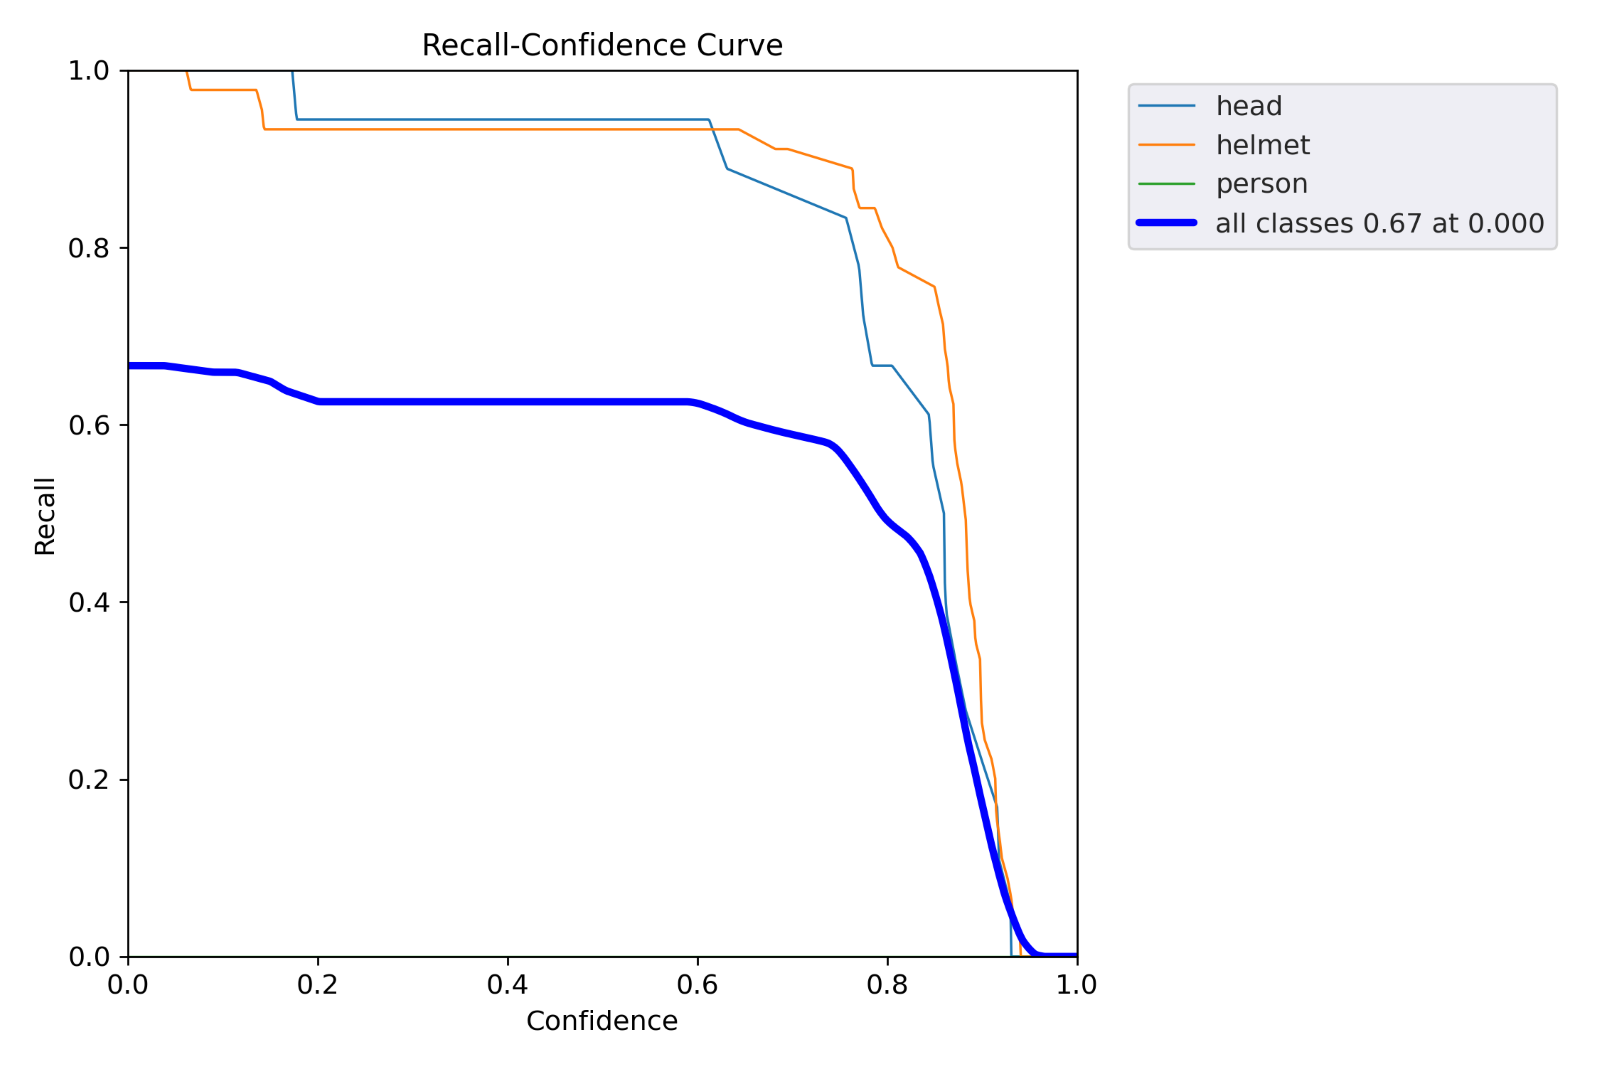 Recall-Confidence Curve
1.0
0.8
0.6
0.4
0.2
0.0
Recall
0.0 0.2 0.4 0.6 0.8 1.0
Confidence
head
helmet
person
all classes 0.67 at 0.000